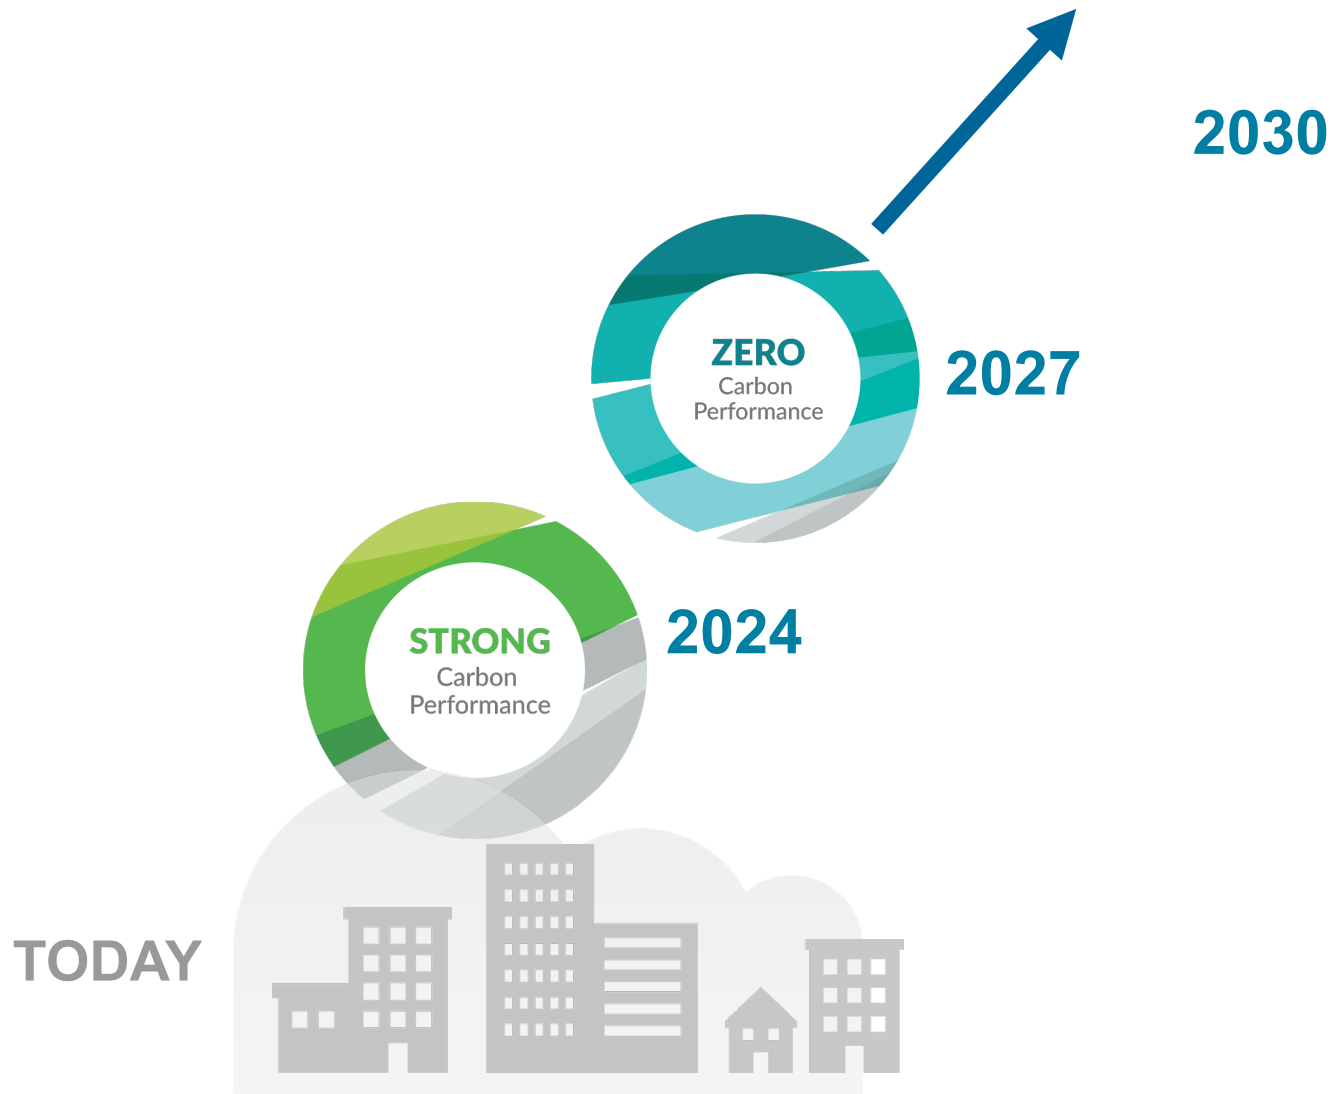 2030
ZERO
Carbon
Performance
2027
STRONG
Carbon
Performance
2024
TODAY